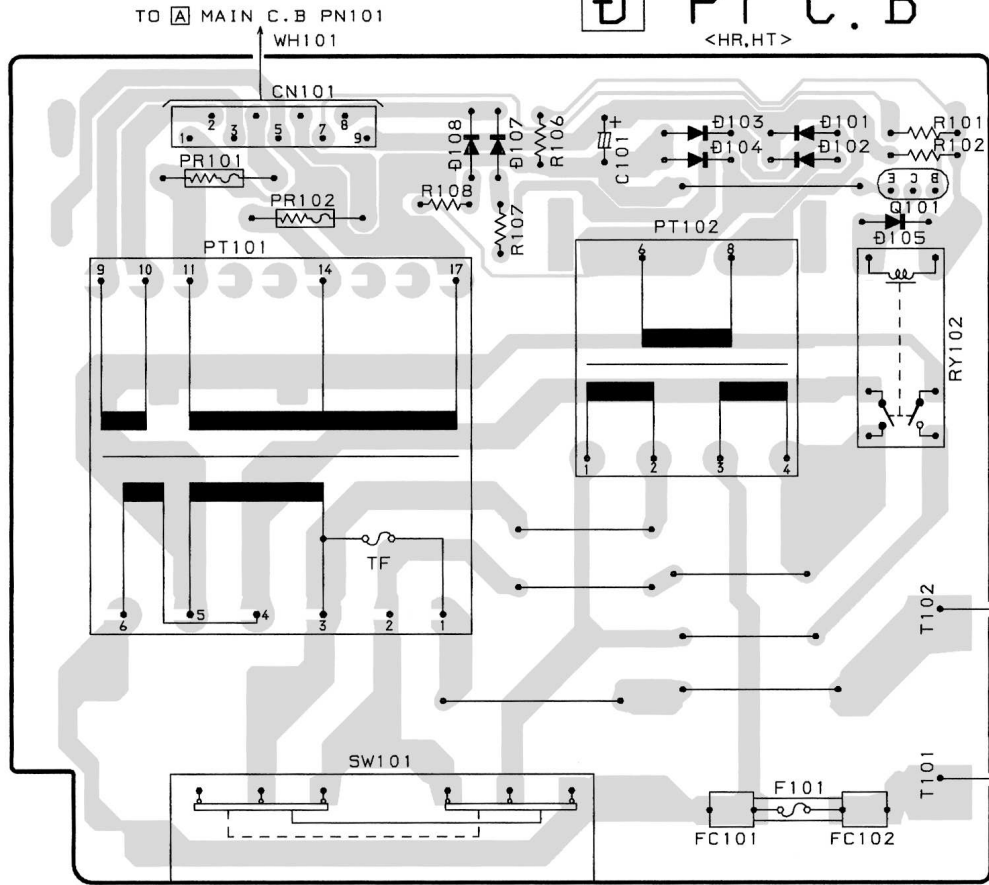 TO A MAIN C.B PN101
D PT C.B
WH101
<HR,HT>
CN101
2 8
1 3 5 7 9
PR101
PR102
D108
D107
R106
C101
+
D103
D104
D101
D102
R101
R102
E C B
Q101
D105
R108
R107
PT101
9 10 11 14 17
TF
6 5 4 3 2 1
PT102
6 8
1 2 3 4
RY102
T102
T101
SW101
F101
FC101 FC102